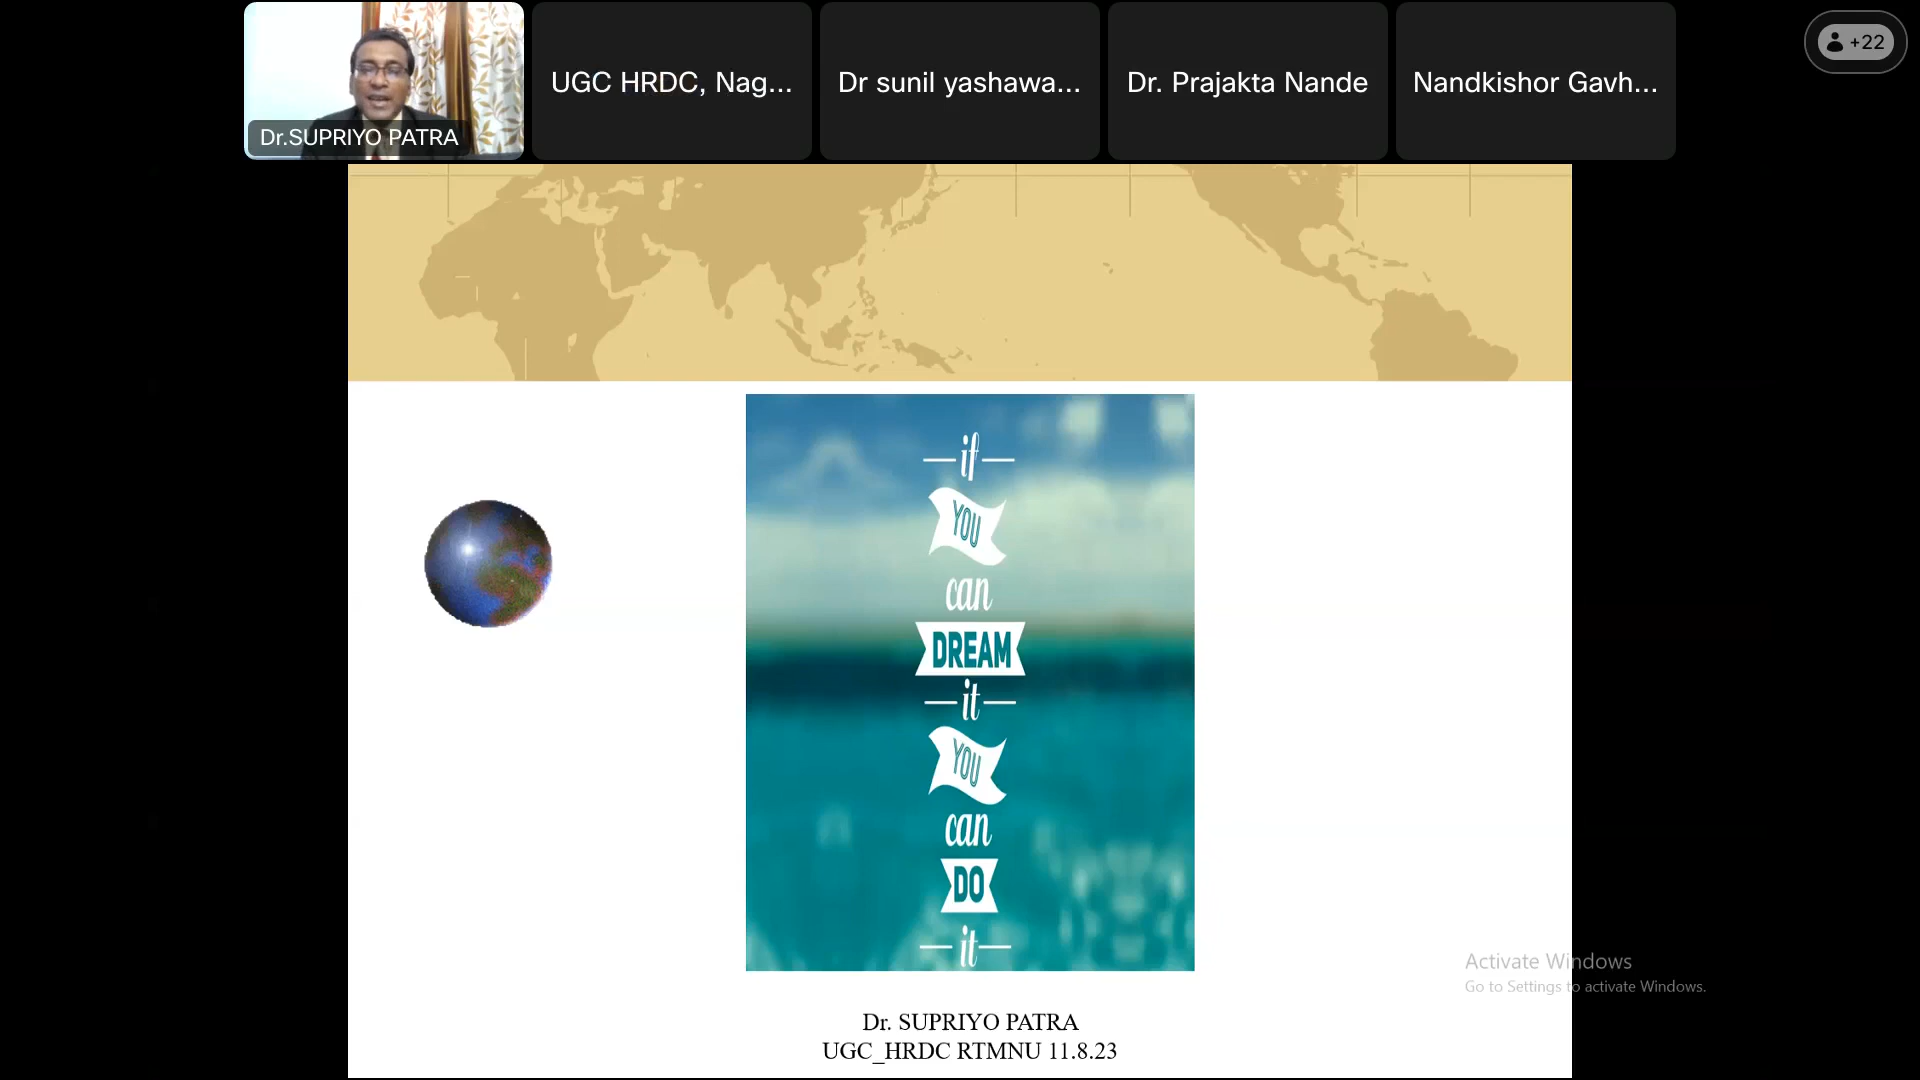 Dr.SUPRIYO PATRA
UGC HRDC, Nag...
Dr sunil yashawa...
Dr. Prajakta Nande
Nandkishor Gavh...
+22
if
YOU
can
DREAM
it
YOU
can
DO
it
Activate Windows
Go to Settings to activate Windows.
Dr. SUPRIYO PATRA
UGC_HRDC RTMNU 11.8.23